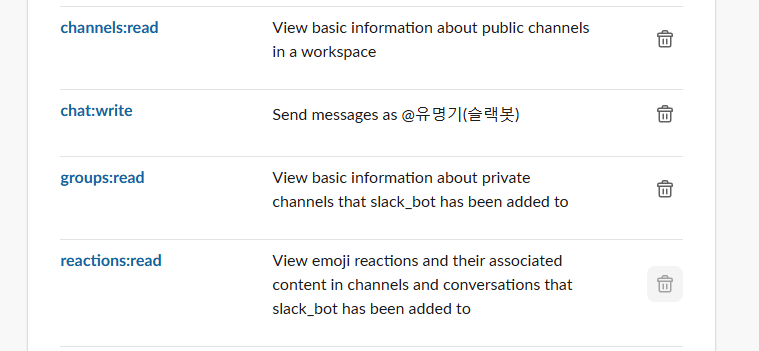 channels:read
View basic information about public channels
in a workspace
chat:write
Send messages as @유명기(슬랙봇)
groups:read
View basic information about private
channels that slack_bot has been added to
reactions:read
View emoji reactions and their associated
content in channels and conversations that
slack_bot has been added to